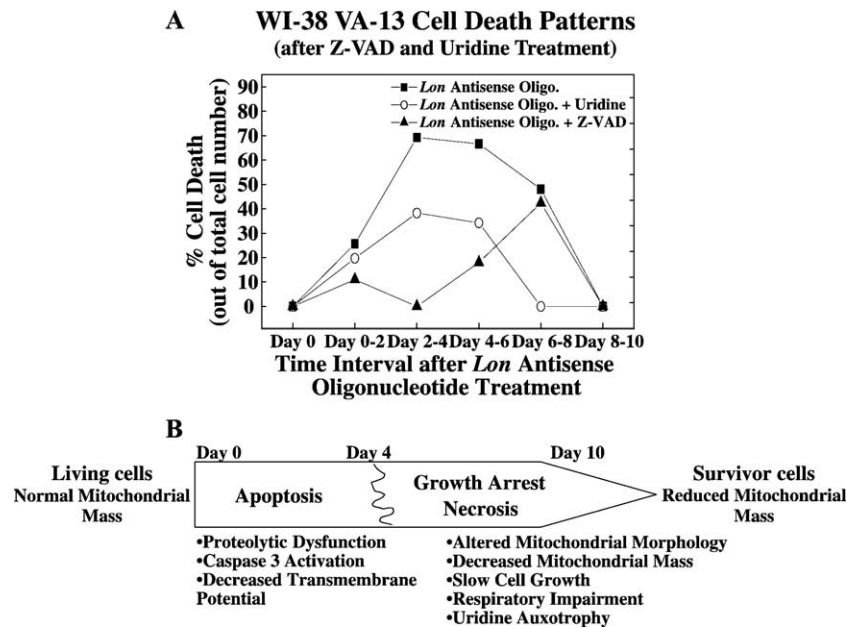 A
WI-38 VA-13 Cell Death Patterns
(after Z-VAD and Uridine Treatment)
Lon Antisense Oligo.
Lon Antisense Oligo. + Uridine
Lon Antisense Oligo. + Z-VAD
% Cell Death
(out of total cell number)
90
80
70
60
50
40
30
20
10
0
Day 0 Day 0-2 Day 2-4 Day 4-6 Day 6-8 Day 8-10
Time Interval after Lon Antisense
Oligonucleotide Treatment
B
Day 0 Day 4 Day 10
Living cells
Normal Mitochondrial
Mass
Apoptosis
Growth Arrest
Necrosis
Survivor cells
Reduced Mitochondrial
Mass
•Proteolytic Dysfunction
•Caspase 3 Activation
•Decreased Transmembrane
Potential
•Altered Mitochondrial Morphology
•Decreased Mitochondrial Mass
•Slow Cell Growth
•Respiratory Impairment
•Uridine Auxotrophy